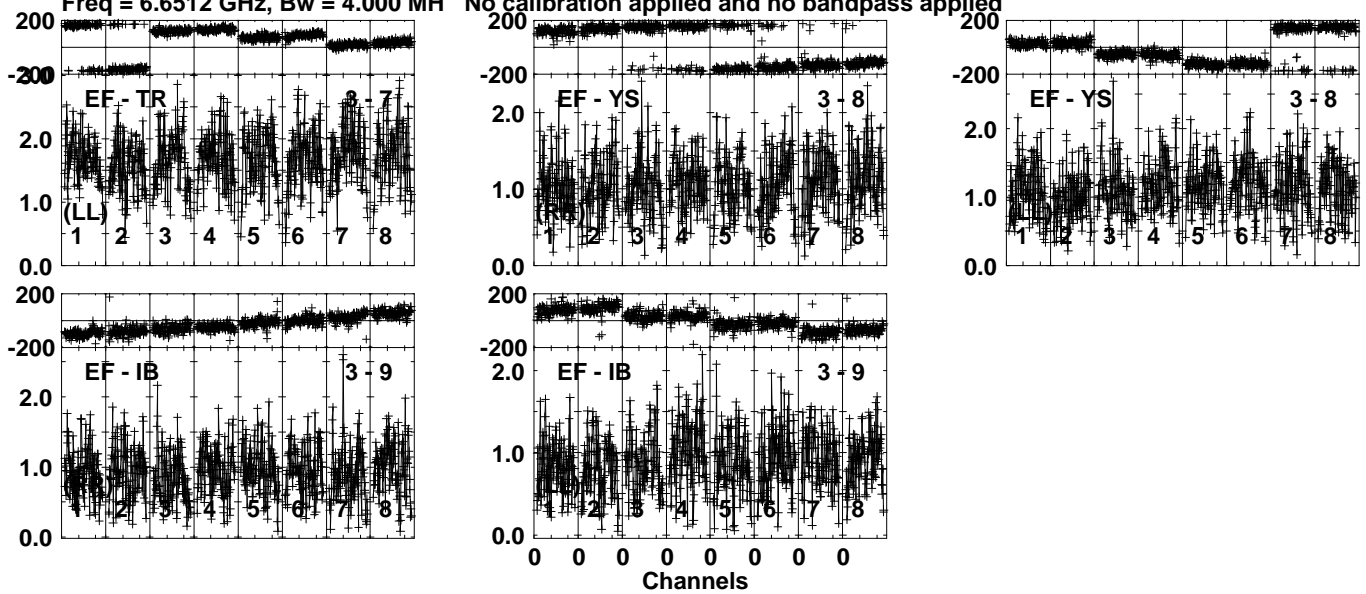 Freq = 6.6512 GHz, Bw = 4.000 MH No calibration applied and no bandpass applied
200
-200
3.0
EF - TR 3 - 7
2.0
1.0
(LL)
1 2 3 4 5 6 7 8
0.0
200
-200
EF - YS 3 - 8
2.0
1.0
(RR)
1 2 3 4 5 6 7 8
0.0
200
-200
EF - YS 3 - 8
2.0
1.0
(LL)
1 2 3 4 5 6 7 8
0.0
200
-200
EF - IB 3 - 9
2.0
1.0
(RR)
1 2 3 4 5 6 7 8
0.0
200
-200
EF - IB 3 - 9
2.0
1.0
(LL)
1 2 3 4 5 6 7 8
0.0
0 0 0 0 0 0 0 0
Channels